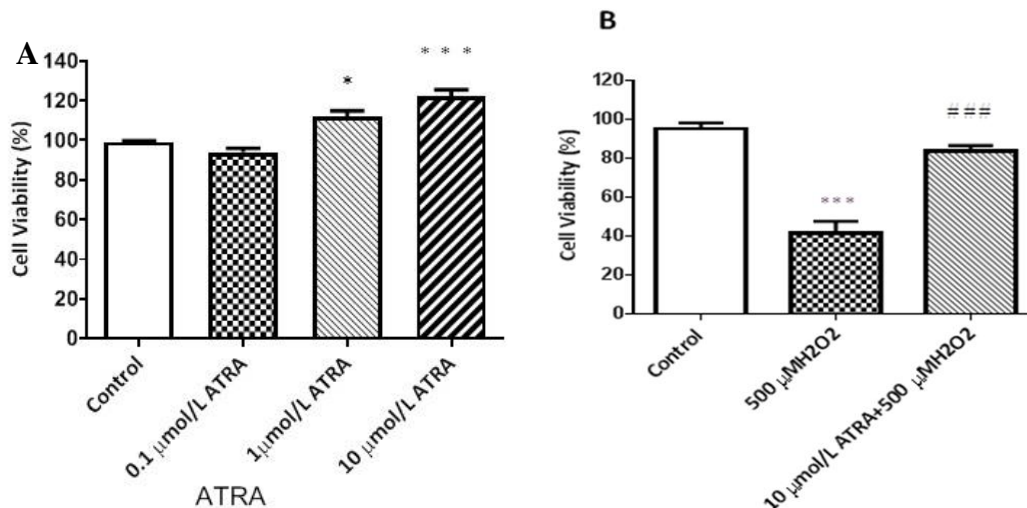 A
* * *
*
140
120
100
80
60
40
20
0
Cell Viability (%)
Control
0.1 µmol/L ATRA
1µmol/L ATRA
10 µmol/L ATRA
ATRA
B
###
***
120
100
80
60
40
20
0
Cell Viability (%)
Control
500 µMH2O2
10 µmol/L ATRA+500 µMH2O2